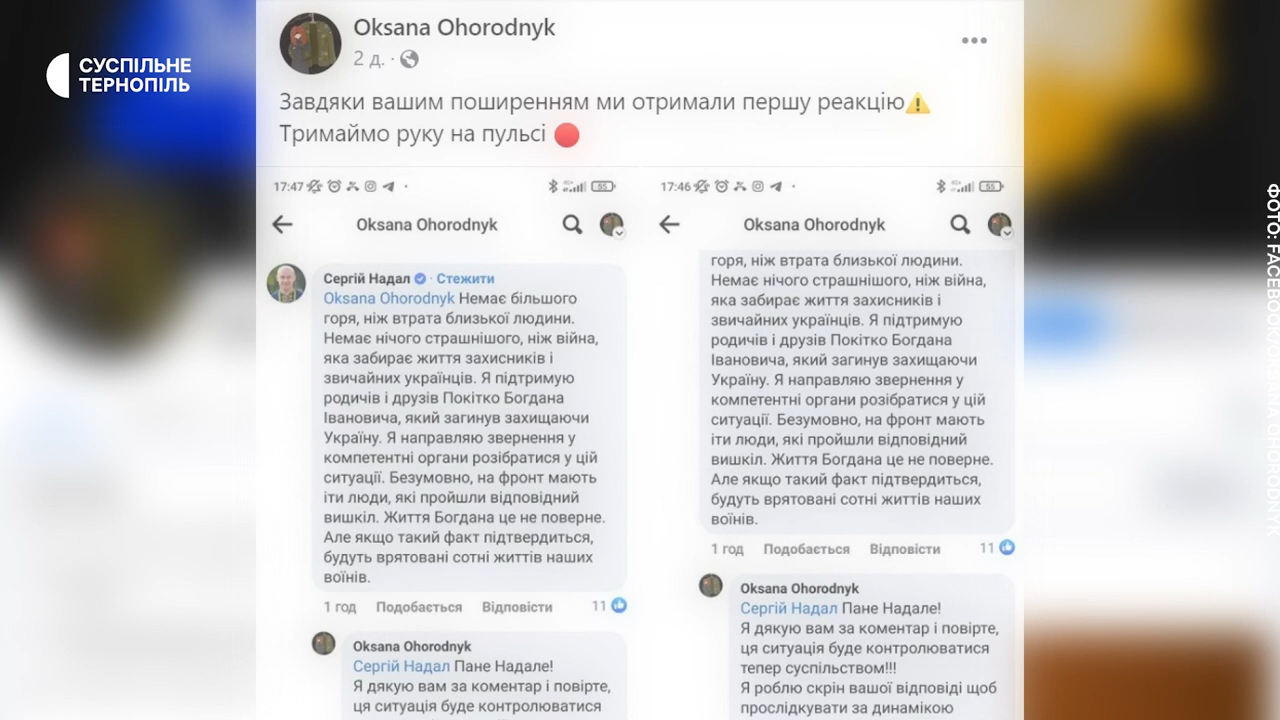 СУСПІЛЬНЕ
ТЕРНОПІЛЬ
Oksana Ohorodnyk
2 д. ·
Завдяки вашим поширенням ми отримали першу реакцію⚠️
Тримаймо руку на пульсі 🔴
17:47
55
Oksana Ohorodnyk
Сергій Надал · Стежити
Oksana Ohorodnyk Немає більшого
горя, ніж втрата близької людини.
Немає нічого страшнішого, ніж війна,
яка забирає життя захисників і
звичайних українців. Я підтримую
родичів і друзів Покітко Богдана
Івановича, який загинув захищаючи
Україну. Я направляю звернення у
компетентні органи розібратися у цій
ситуації. Безумовно, на фронт мають
іти люди, які пройшли відповідний
вишкіл. Життя Богдана це не поверне.
Але якщо такий факт підтвердиться,
будуть врятовані сотні життів наших
воїнів.
1 год Подобається Відповісти 11
Oksana Ohorodnyk
Сергій Надал Пане Надале!
Я дякую вам за коментар і повірте,
ця ситуація буде контролюватися
17:46
55
Oksana Ohorodnyk
горя, ніж втрата близької людини.
Немає нічого страшнішого, ніж війна,
яка забирає життя захисників і
звичайних українців. Я підтримую
родичів і друзів Покітко Богдана
Івановича, який загинув захищаючи
Україну. Я направляю звернення у
компетентні органи розібратися у цій
ситуації. Безумовно, на фронт мають
іти люди, які пройшли відповідний
вишкіл. Життя Богдана це не поверне.
Але якщо такий факт підтвердиться,
будуть врятовані сотні життів наших
воїнів.
1 год Подобається Відповісти 11
Oksana Ohorodnyk
Сергій Надал Пане Надале!
Я дякую вам за коментар і повірте,
ця ситуація буде контролюватися
тепер суспільством!!!
Я роблю скрін вашої відповіді щоб
прослідкувати за динамікою
ФОТО: FACEBOOK/OKSANA OHORODNYK